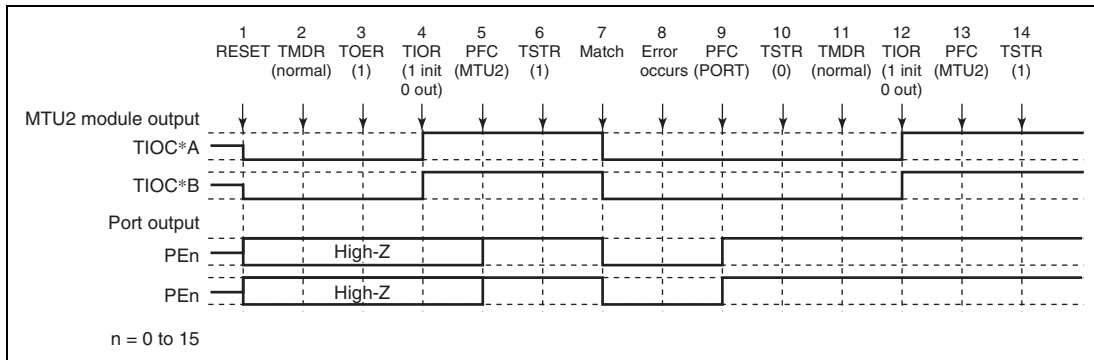 1 2 3 4 5 6 7 8 9 10 11 12 13 14
RESET TMDR TOER TIOR PFC TSTR Match Error PFC TSTR TMDR TIOR PFC TSTR
(normal) (1) (1 init (MTU2) (1) occurs (PORT) (0) (normal) (1 init (MTU2) (1)
0 out) 0 out)
MTU2 module output
TIOC*A
TIOC*B
Port output
PEn High-Z
PEn High-Z
n = 0 to 15